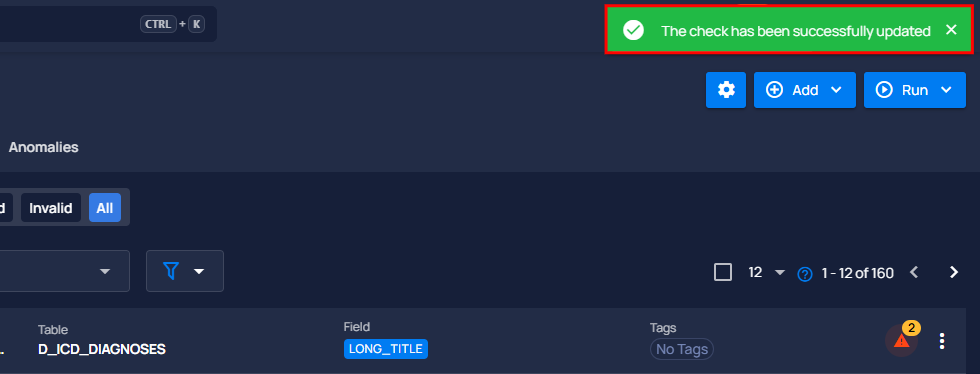 CTRL + K
The check has been successfully updated
Add
Run
Anomalies
d Invalid All
12 1 - 12 of 160
Table
Field
Tags
2
D_ICD_DIAGNOSES
LONG_TITLE
No Tags